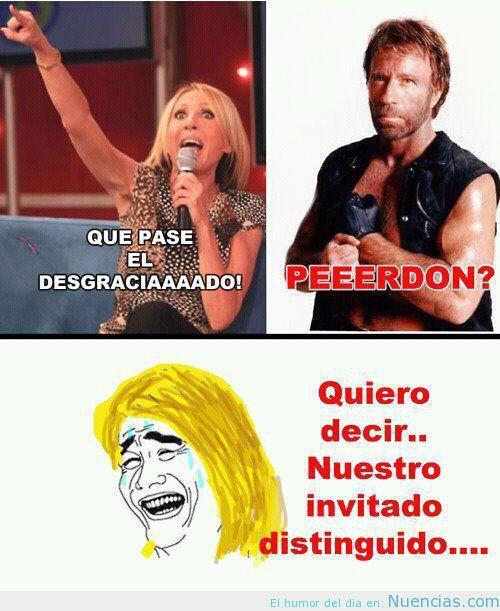 QUE PASE
EL
DESGRACIAAAADO!
PEEERDON?
Quiero
decir..
Nuestro
invitado
distinguido....
El humor del dia en: Nuencias.com